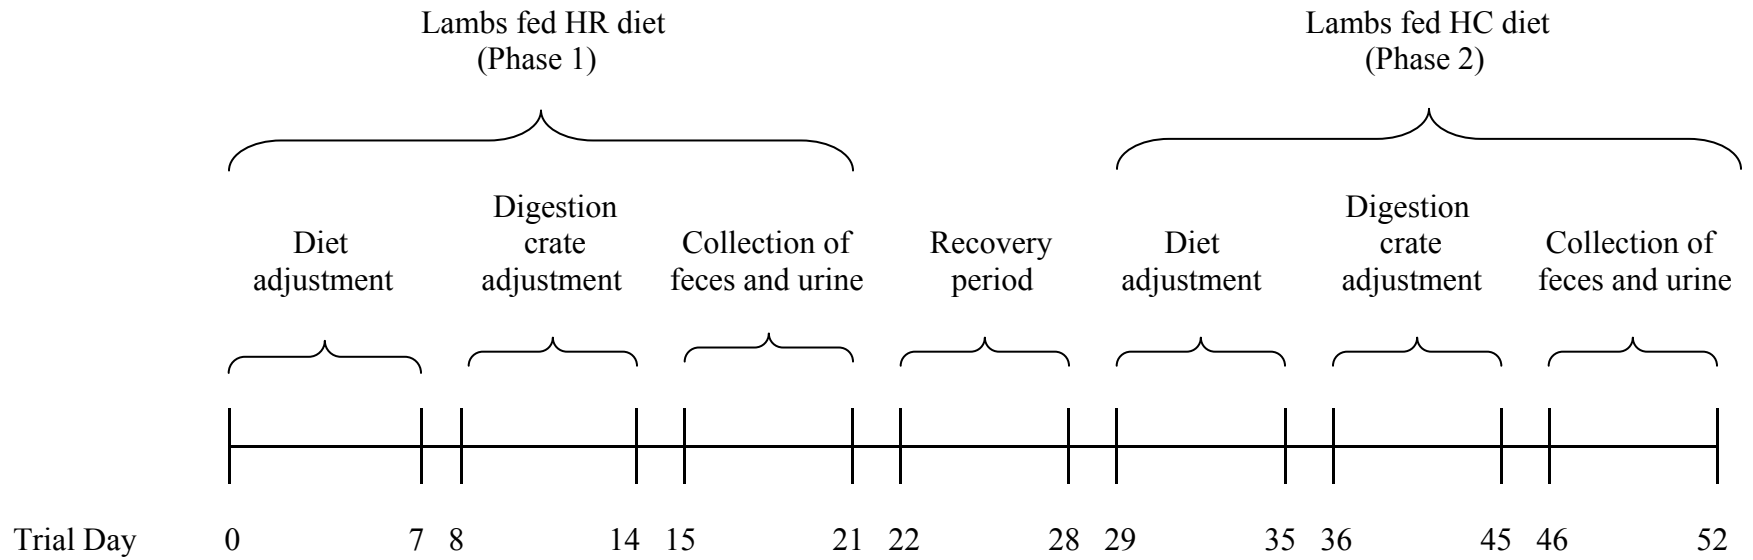 Lambs fed HR diet
(Phase 1)
Lambs fed HC diet
(Phase 2)
Diet
adjustment
Digestion
crate
adjustment
Collection of
feces and urine
Recovery
period
Diet
adjustment
Digestion
crate
adjustment
Collection of
feces and urine
Trial Day 0 7 8 14 15 21 22 28 29 35 36 45 46 52